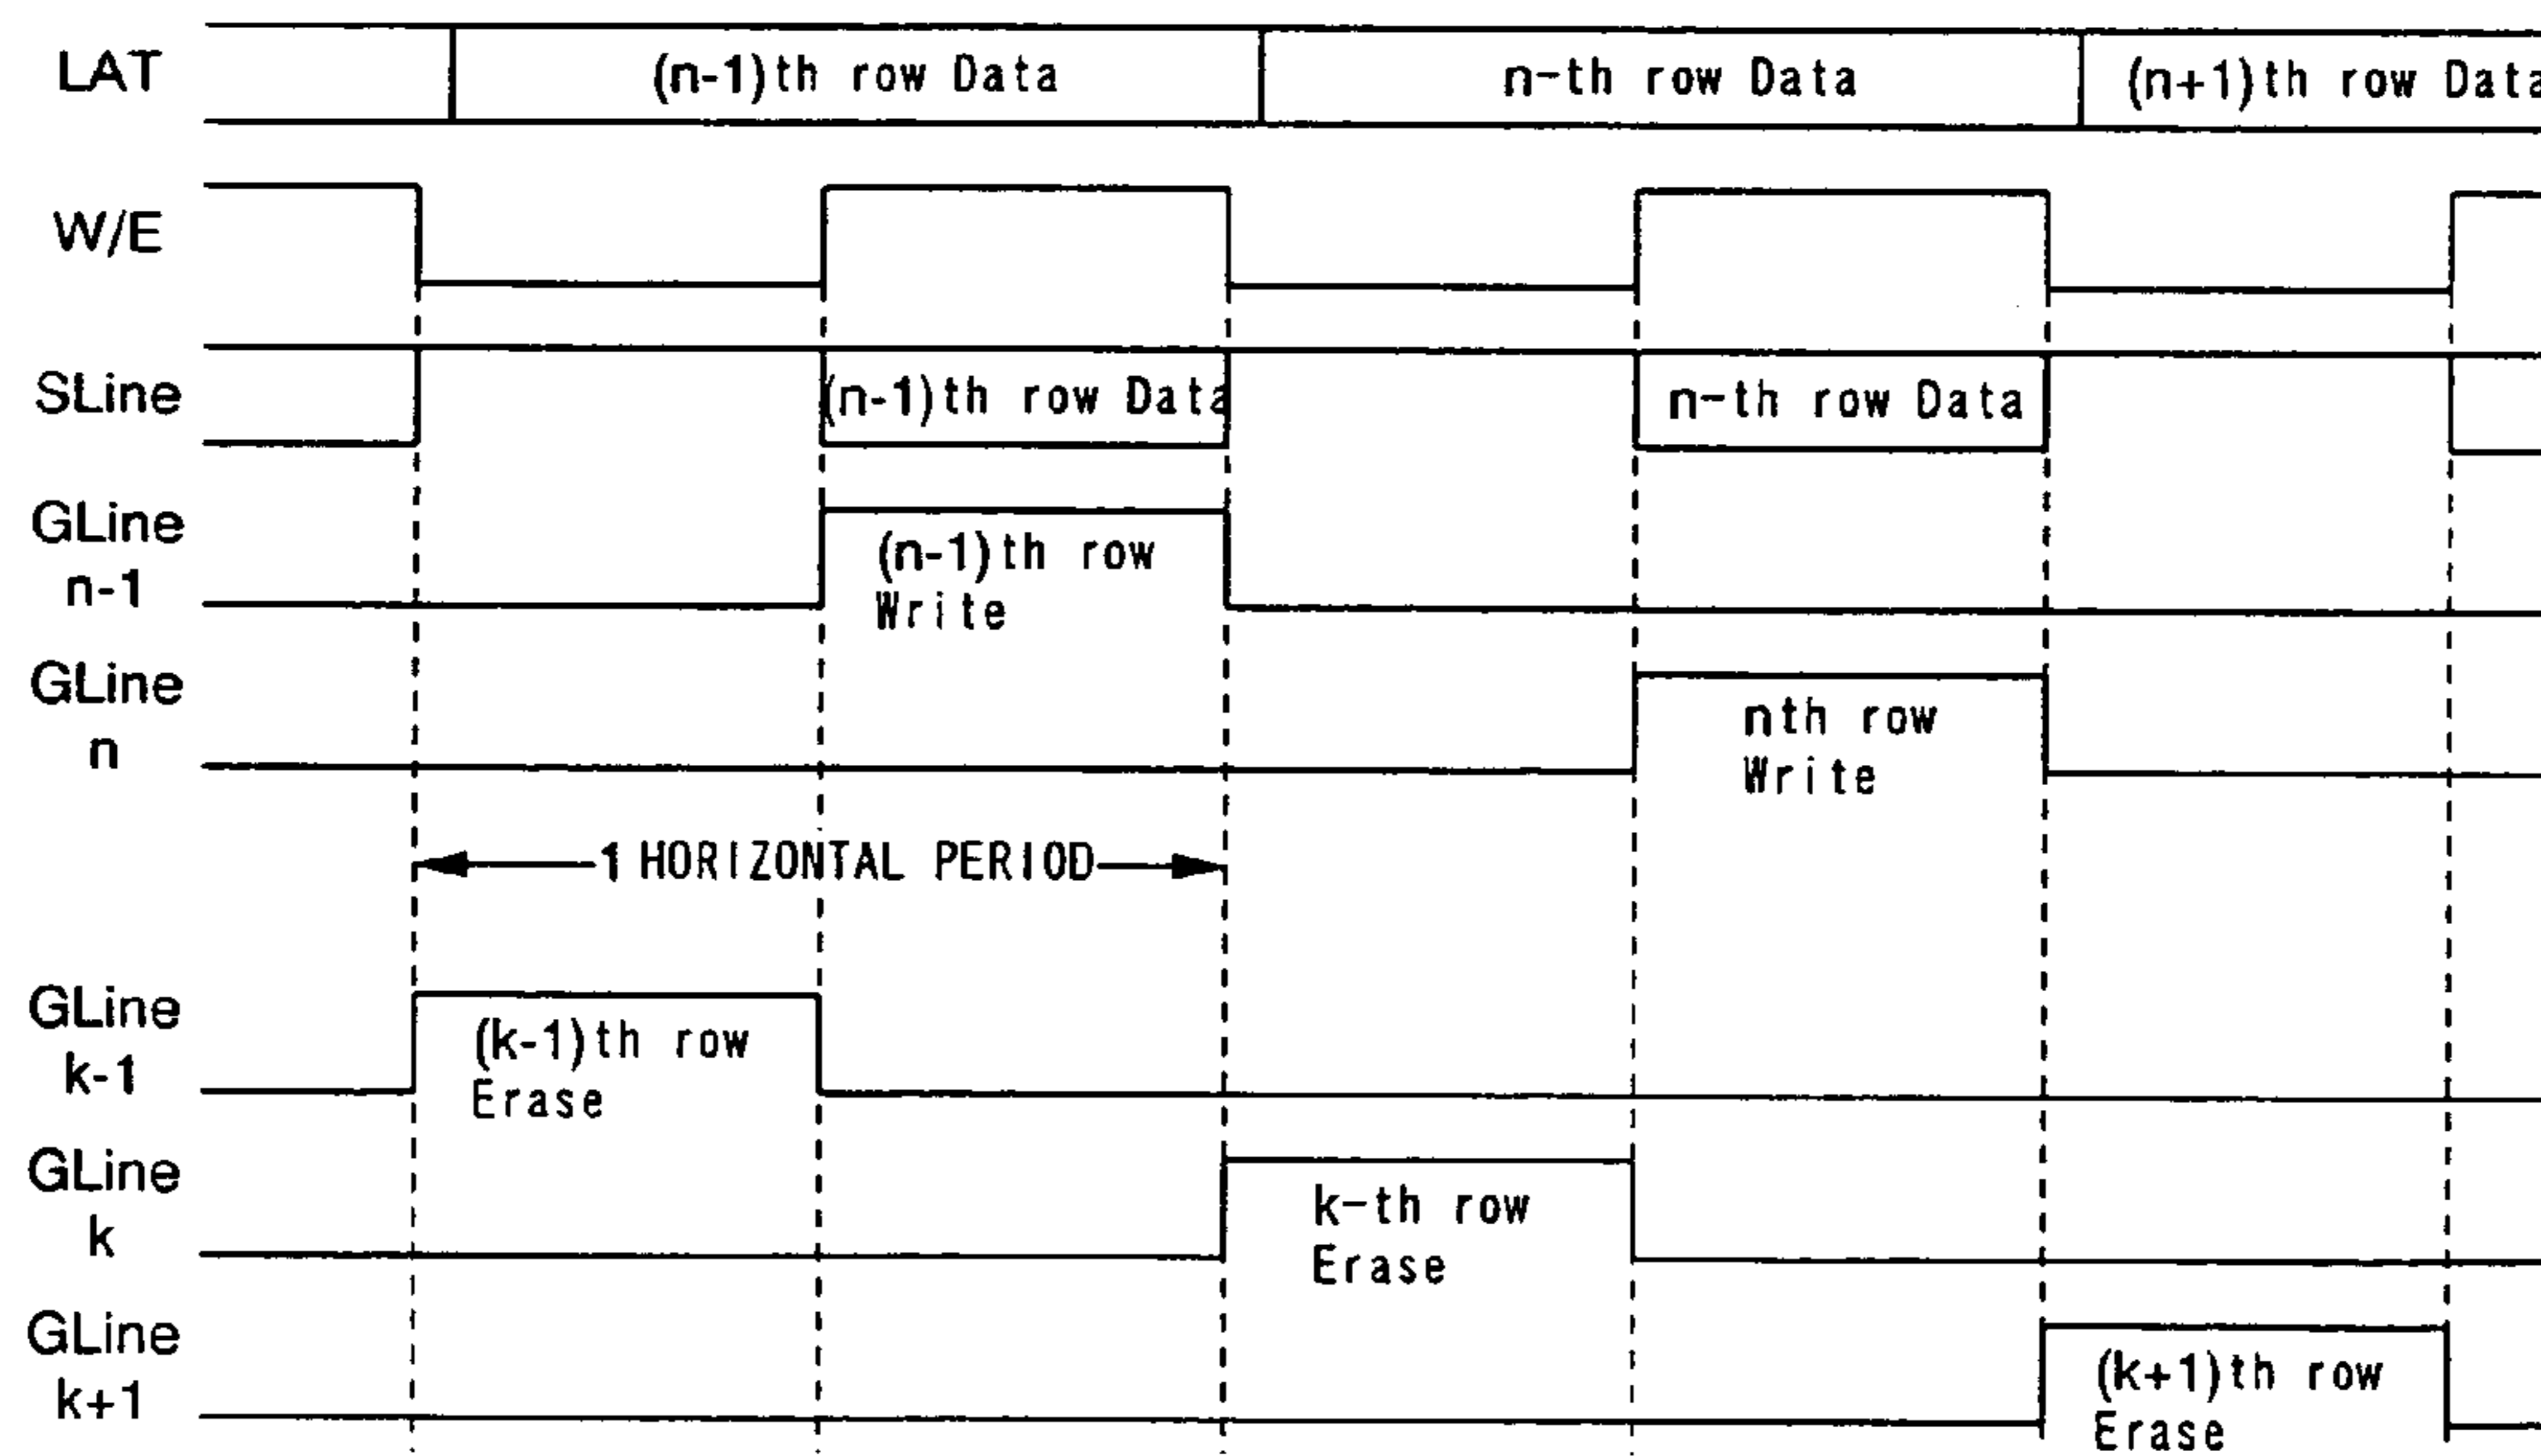 LAT
(n-1)th row Data
n-th row Data
(n+1)th row Data
W/E
SLine
(n-1)th row Data
n-th row Data
GLine
n-1
(n-1)th row
Write
GLine
n
nth row
Write
1 HORIZONTAL PERIOD
GLine
k-1
(k-1)th row
Erase
GLine
k
k-th row
Erase
GLine
k+1
(k+1)th row
Erase